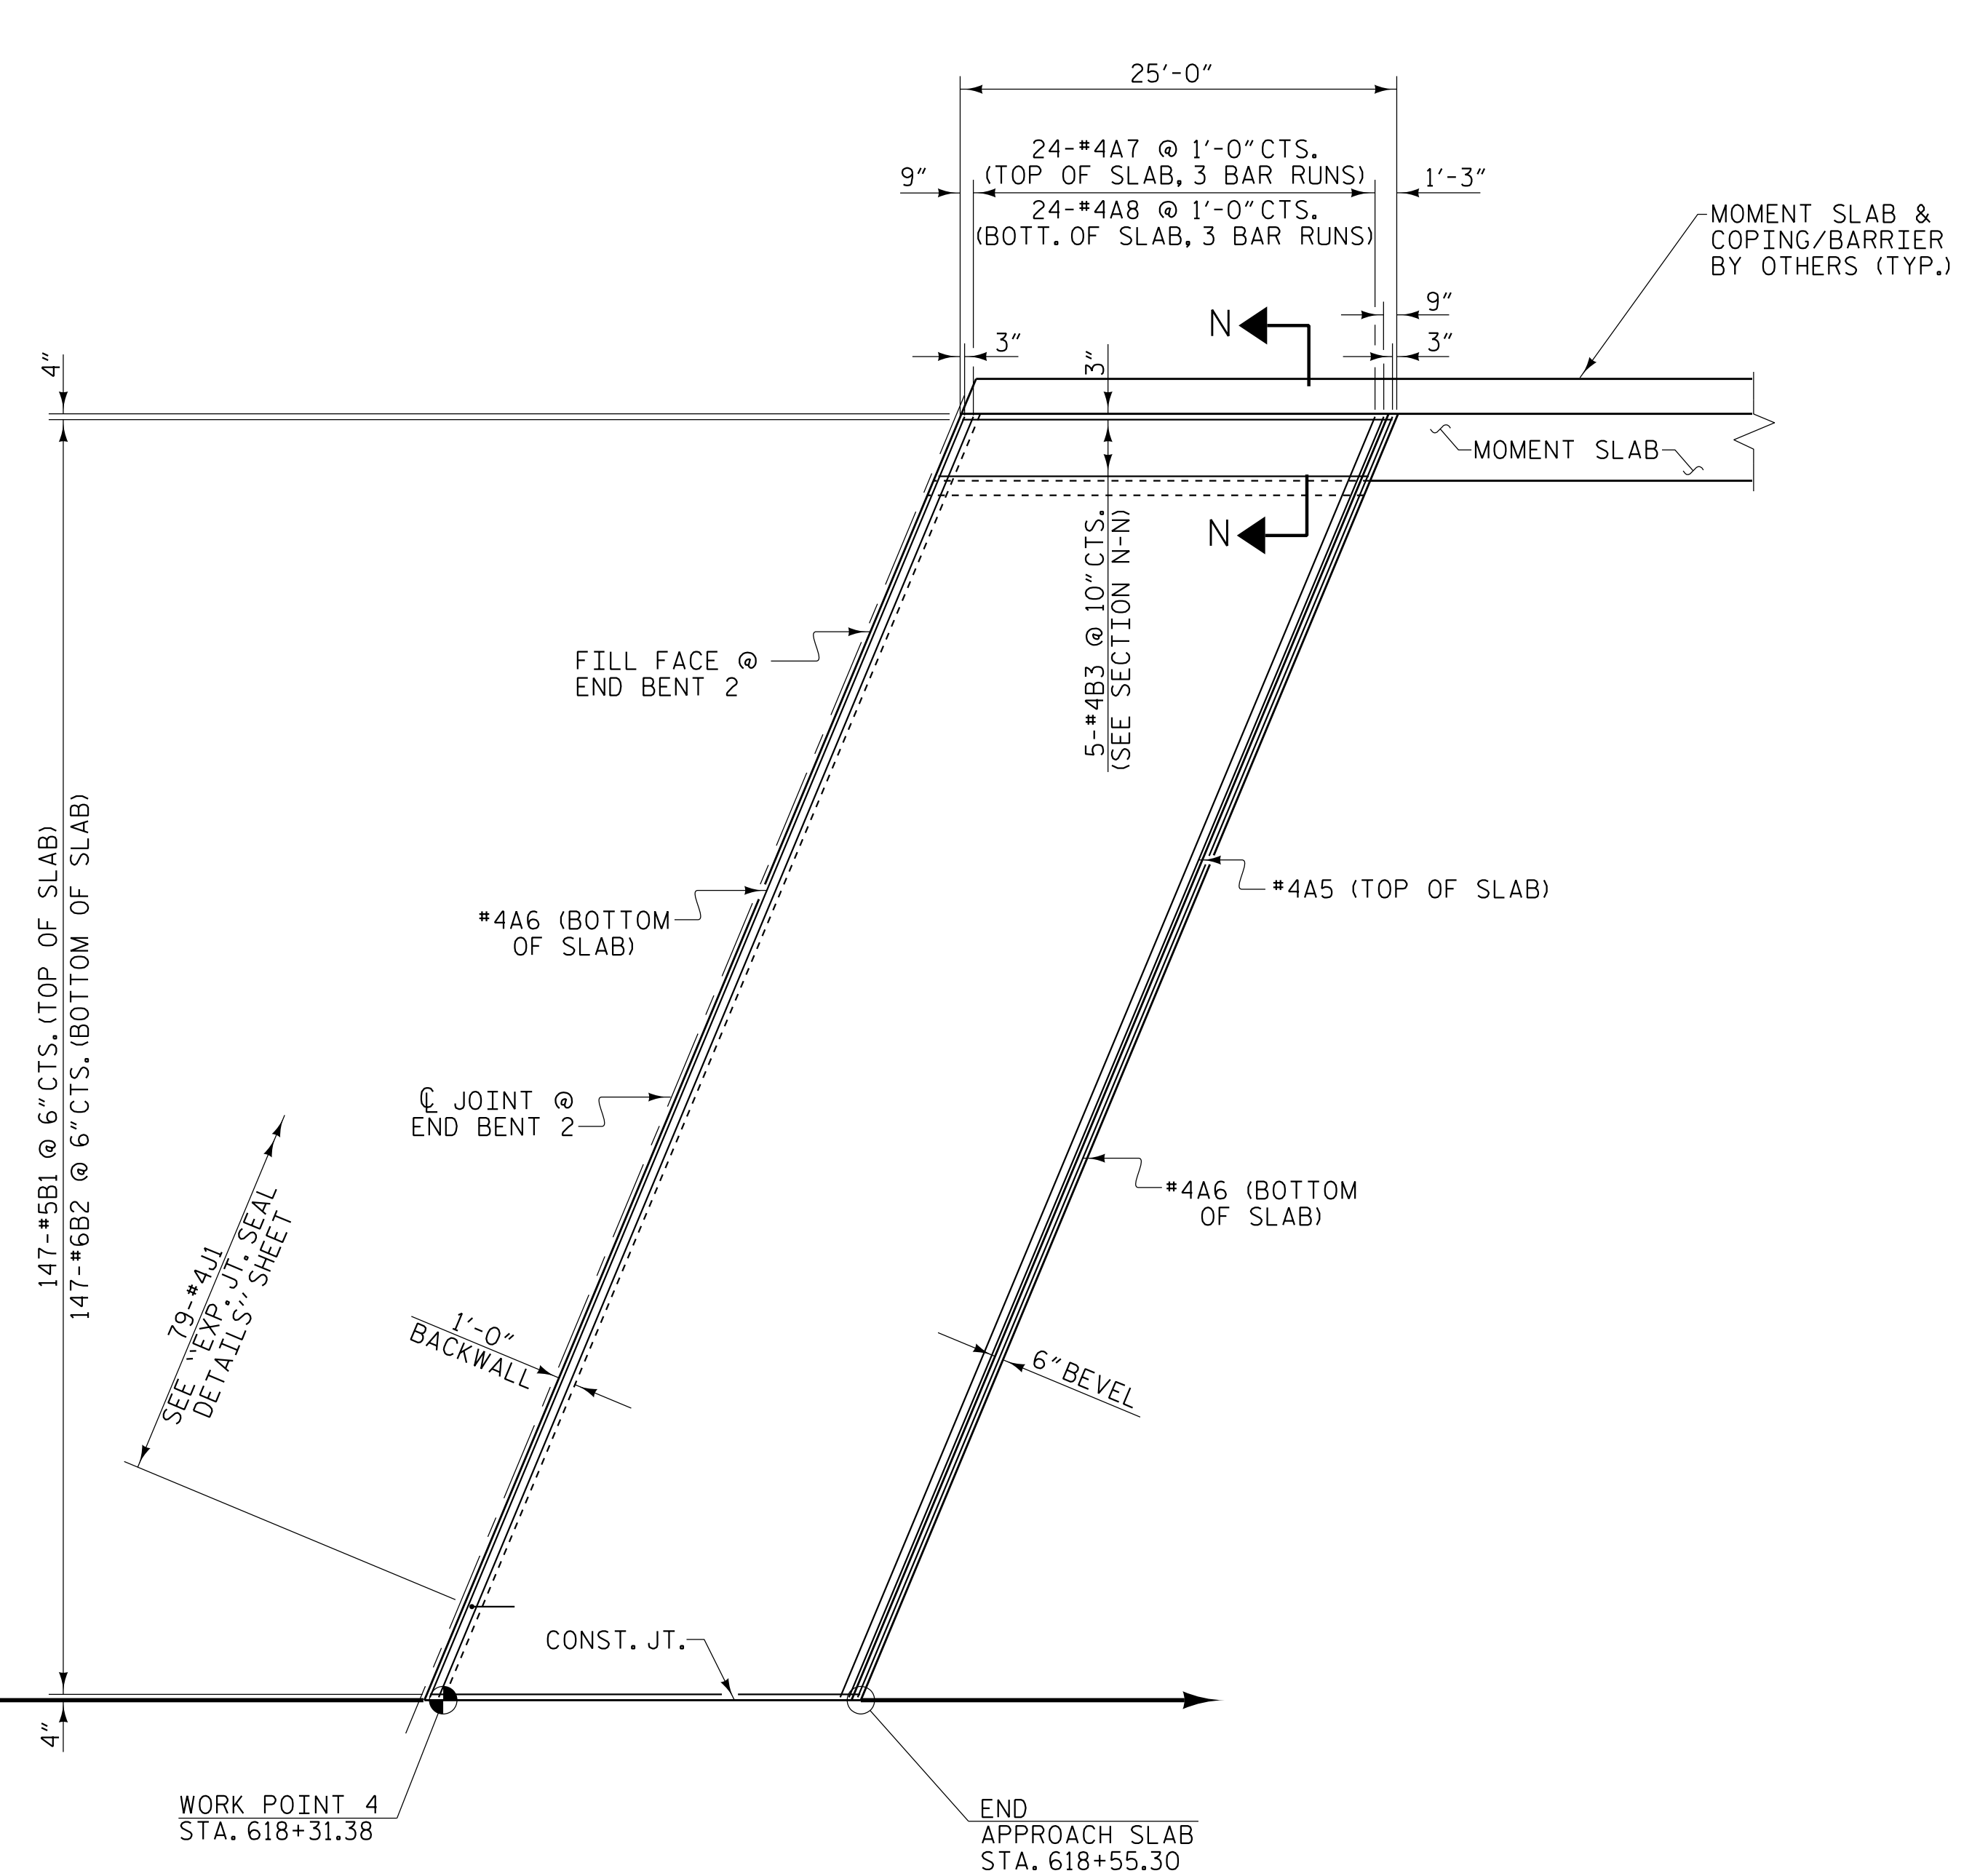 25'-0"
24-#4A7 @ 1'-0" CTS.
(TOP OF SLAB, 3 BAR RUNS)
9"
1'-3"
24-#4A8 @ 1'-0" CTS.
(BOTT. OF SLAB, 3 BAR RUNS)
MOMENT SLAB &
COPING/BARRIER
BY OTHERS (TYP.)
9"
N
3"
3"
3"
4"
MOMENT SLAB
N
5-#4B3 @ 10" CTS.
(SEE SECTION N-N)
FILL FACE @
END BENT 2
#4A5 (TOP OF SLAB)
#4A6 (BOTTOM
OF SLAB)
147-#5B1 @ 6" CTS. (TOP OF SLAB)
147-#6B2 @ 6" CTS. (BOTTOM OF SLAB)
℄ JOINT @
END BENT 2
#4A6 (BOTTOM
OF SLAB)
79-#4J1
SEE "EXP. JT. SEAL
DETAILS" SHEET
1'-0"
BACKWALL
6" BEVEL
CONST. JT.
4"
WORK POINT 4
STA. 618+31.38
END
APPROACH SLAB
STA. 618+55.30